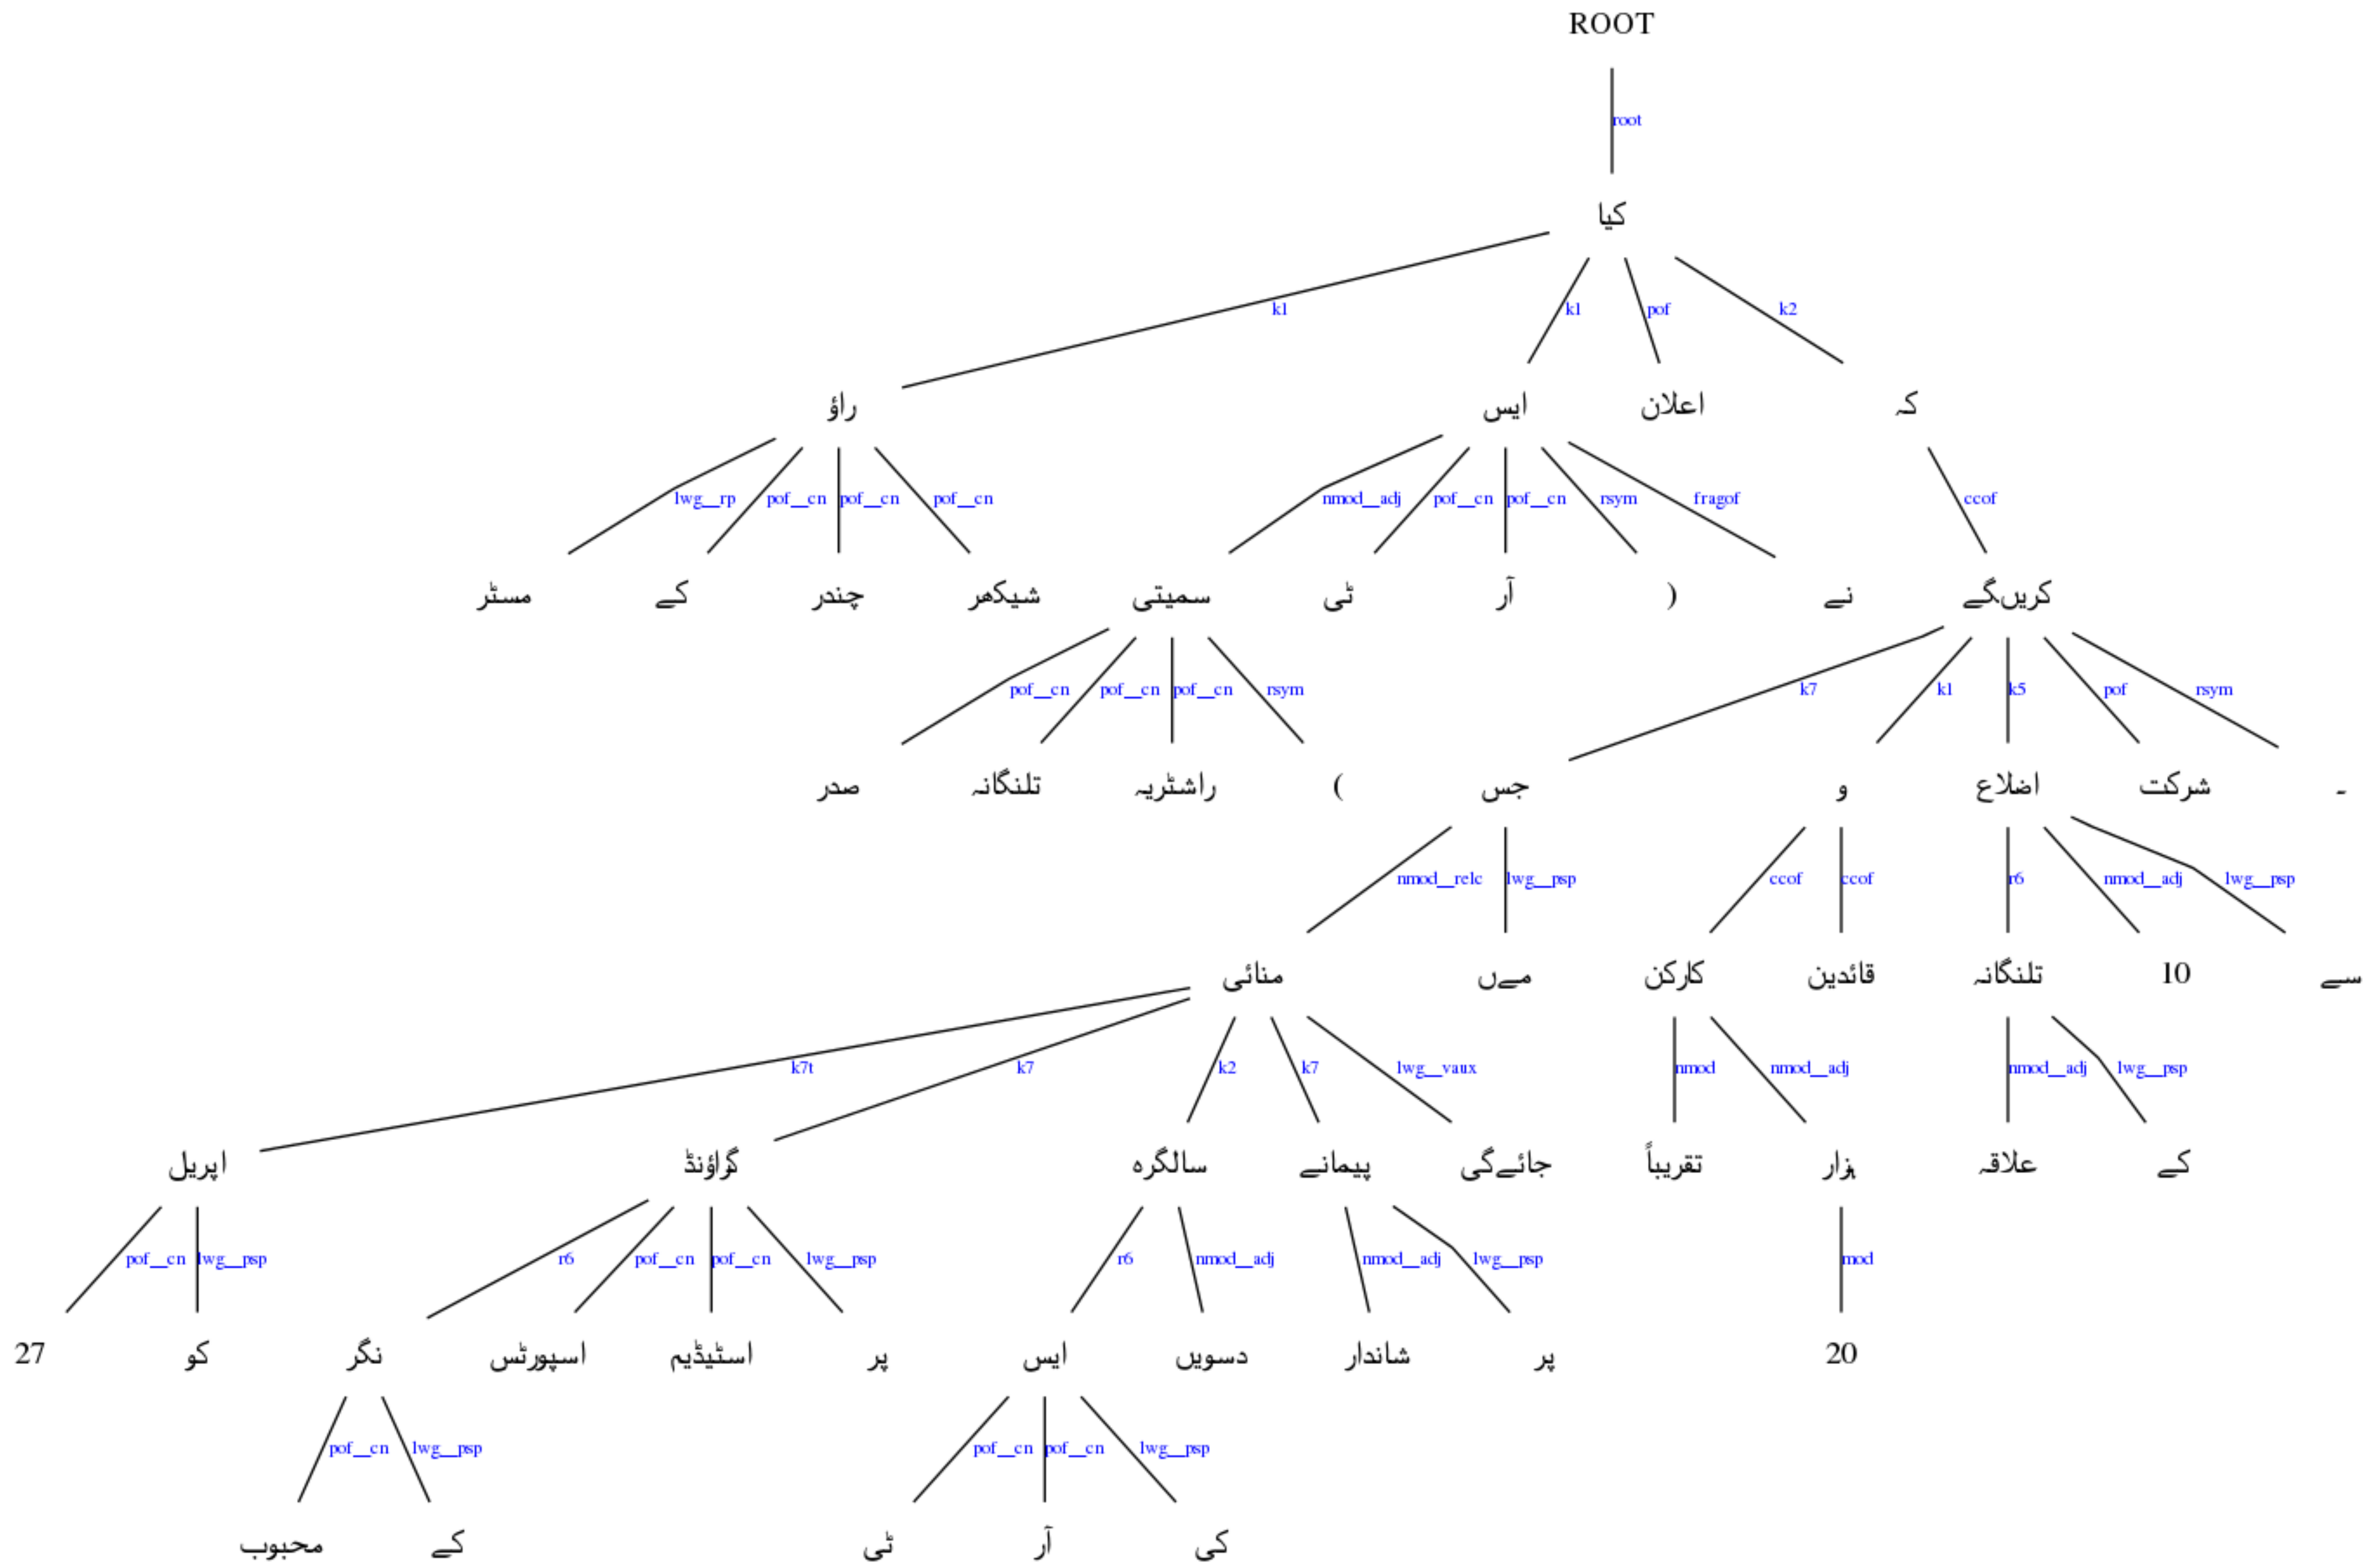 ROOT
root
کیا
k1 k1 pof k2
راؤ ایس اعلان کہ
lwg__rp pof__cn pof__cn pof__cn nmod__adj pof__cn pof__cn rsym fragof ccof
مسٹر کے چندر شیکھر سمیتی ٹی آر ) نے کریںگے
pof__cn pof__cn pof__cn rsym k7 k1 k5 pof rsym
صدر تلنگانہ راشٹریہ ( جس و اضلاع شرکت ۔
nmod__relc lwg__psp ccof ccof r6 nmod__adj lwg__psp
منائی مےں کارکن قائدین تلنگانہ 10 سے
k7t k7 k2 k7 lwg__vaux nmod nmod__adj nmod__adj lwg__psp
اپریل گراؤنڈ سالگرہ پیمانے جائےگی تقریباً ہزار علاقہ کے
pof__cn lwg__psp r6 pof__cn pof__cn lwg__psp r6 nmod__adj nmod__adj lwg__psp mod
27 کو نگر اسپورٹس اسٹیڈیم پر ایس دسویں شاندار پر 20
pof__cn lwg__psp pof__cn pof__cn lwg__psp
محبوب کے ٹی آر کی